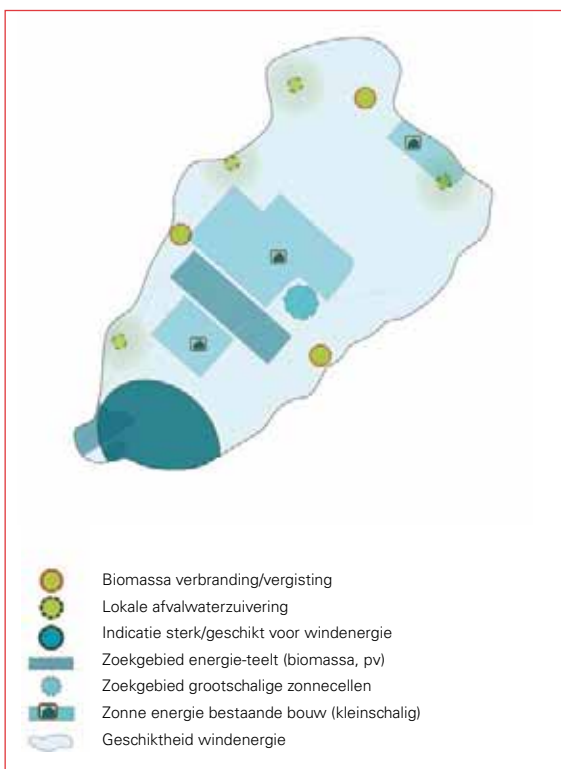 Biomassa verbranding/vergisting
Lokale afvalwaterzuivering
Indicatie sterk/geschikt voor windenergie
Zoekgebied energie-teelt (biomassa, pv)
Zoekgebied grootschalige zonnecellen
Zonne energie bestaande bouw (kleinschalig)
Geschiktheid windenergie